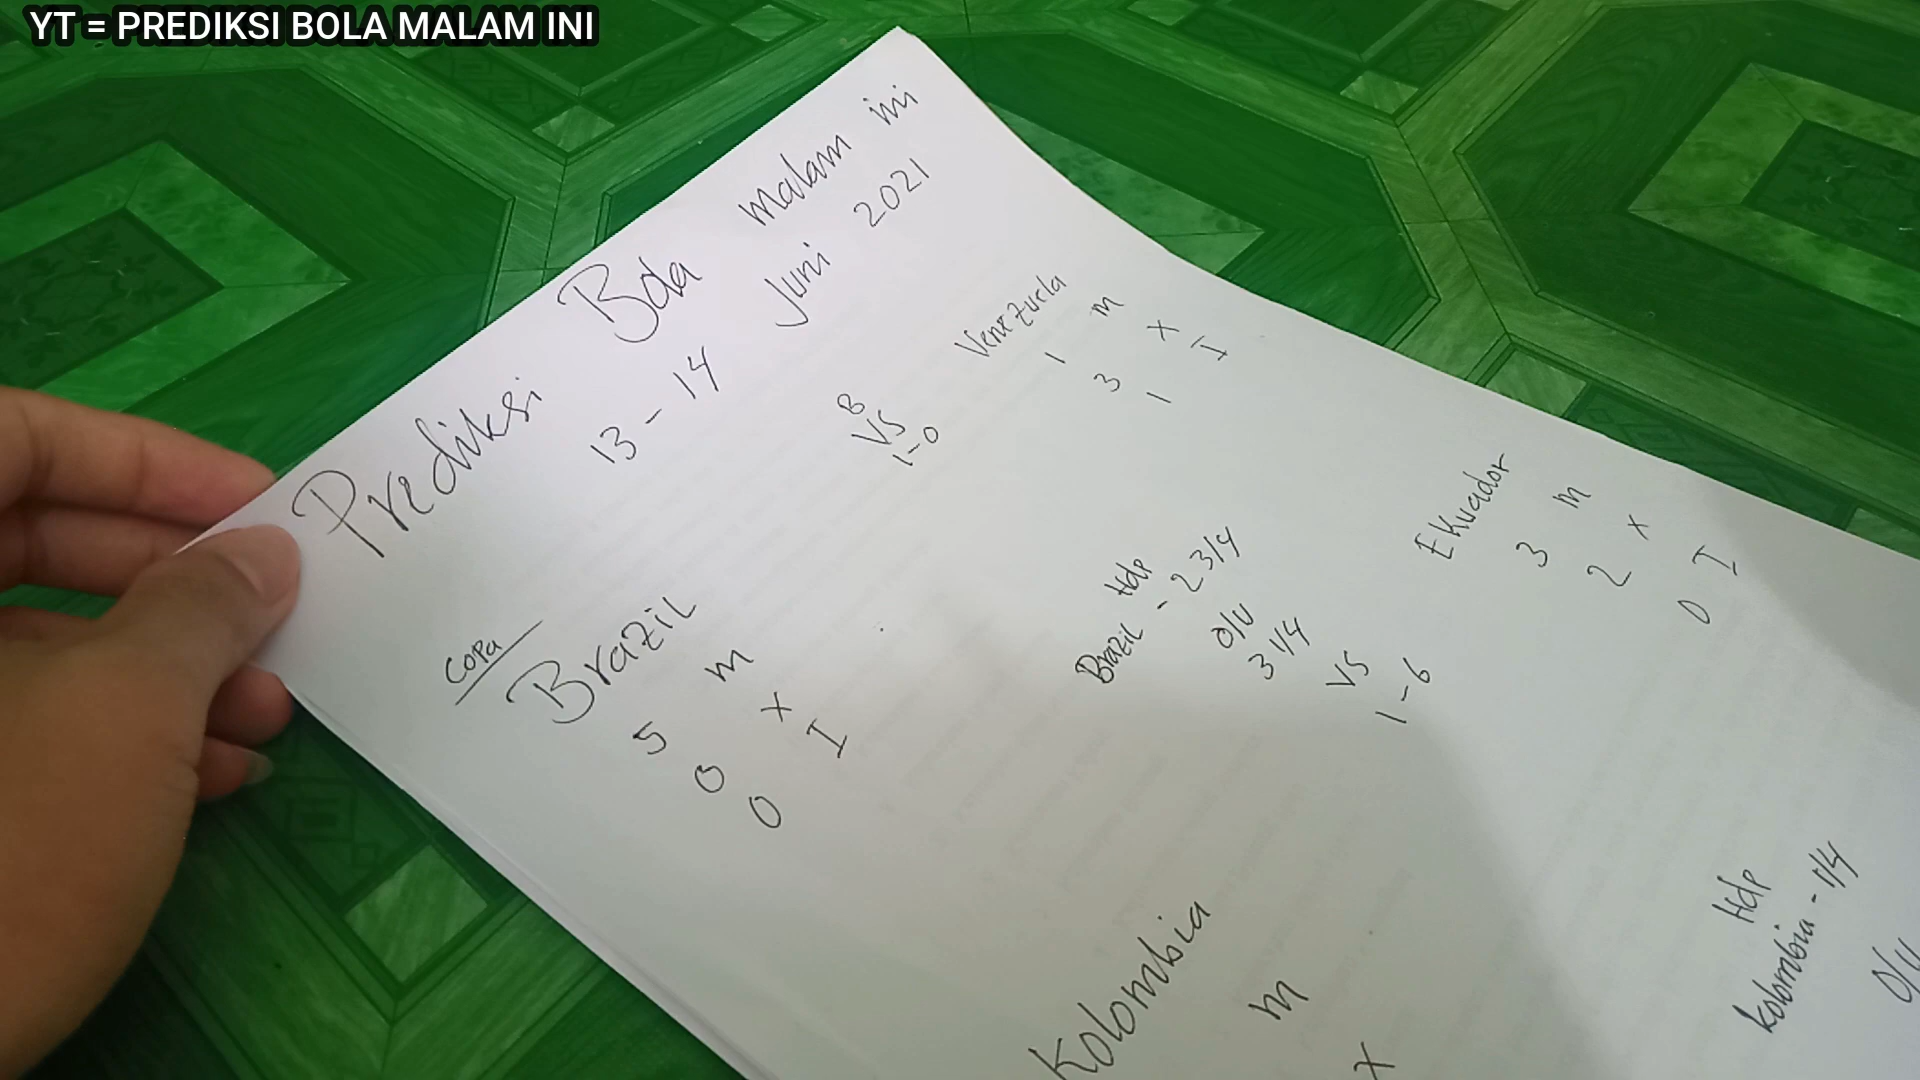 YT = PREDIKSI BOLA MALAM INI
Prediksi Bola malam ini
13 - 14 Juni 2021
COPA
Brazil B VS Venezuela
1-0
5 m 1 m
0 x 3 x
0 I 1 I
Hdp
Brazil - 2 3/4
O/U
3 1/4
Kolombia VS Ekuador
1-6
m 3 m
x 2 x
0 I
Hdp
Kolombia - 1/4
O/U